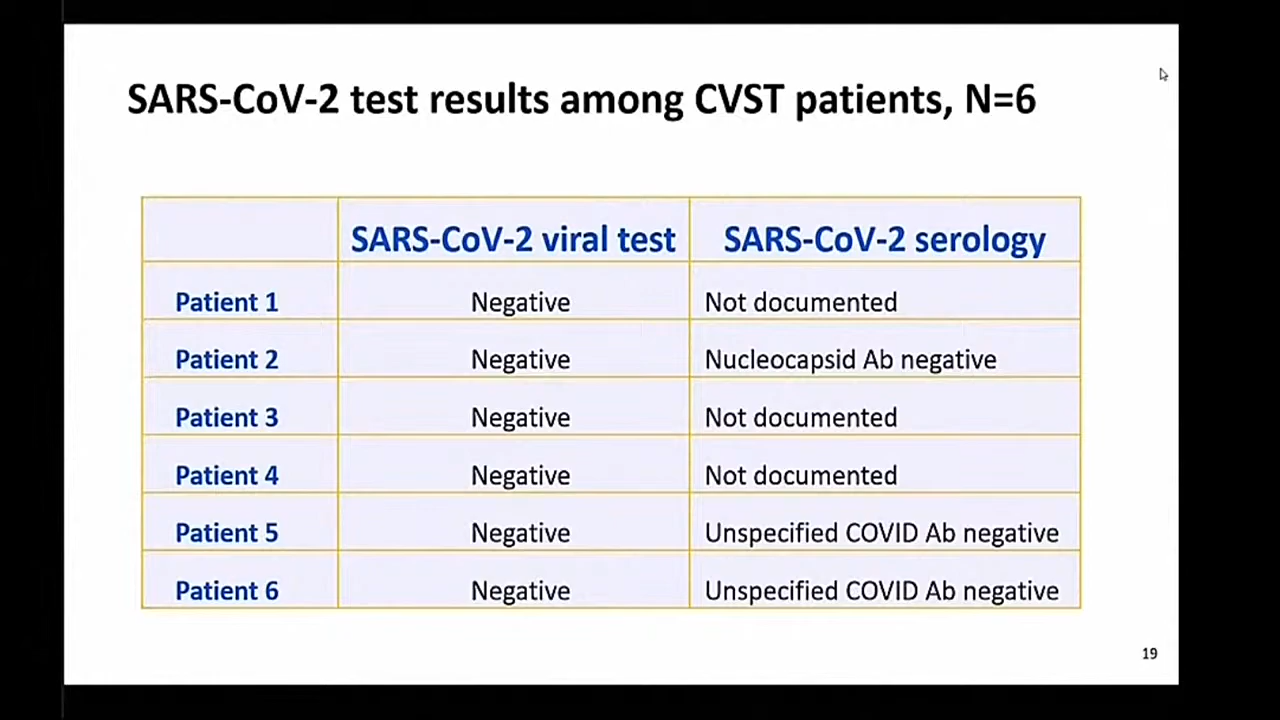 SARS-CoV-2 test results among CVST patients, N=6
SARS-CoV-2 viral test SARS-CoV-2 serology
Patient 1 Negative Not documented
Patient 2 Negative Nucleocapsid Ab negative
Patient 3 Negative Not documented
Patient 4 Negative Not documented
Patient 5 Negative Unspecified COVID Ab negative
Patient 6 Negative Unspecified COVID Ab negative
19